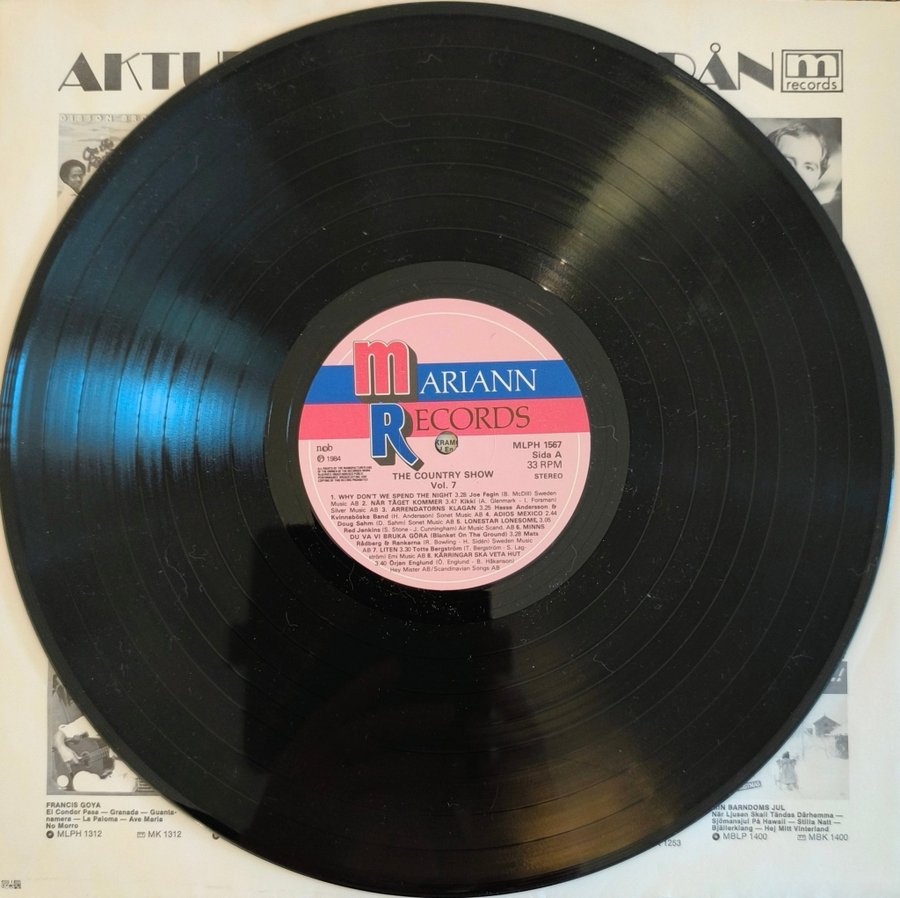 AKTU
RÅN
m
records
MARIANN
RECORDS
ncb
Ⓟ 1984
MLPH 1567
Sida A
33 RPM
STEREO
THE COUNTRY SHOW
Vol. 7
1. WHY DON'T WE SPEND THE NIGHT 3.28 Joe Fagin (B. McDill) Sweden
Music AB 2. NÄR TÅGET KOMMER 3.47 Kikki (A. Glenmark - I. Forsman)
Silver Music AB 3. ARRENDATORNS KLAGAN 3.25 Hasse Andersson &
Kvinnaböske Band (H. Andersson) Sonet Music AB 4. ADIOS MEXICO 2.44
Doug Sahm (D. Sahm) Sonet Music AB 5. LONESTAR LONESOME, 3.05
Red Jenkins (S. Stone - J. Cunningham) Air Music Scand. AB 6. MINNS
DU VA VI BRUKA GÖRA (Blanket On The Ground) 3.28 Mats
Rådberg & Rankarna (R. Bowling - H. Sidén) Sweden Music
AB 7. LITEN 3.30 Totte Bergström (T. Bergström - S. Lag-
ström) Emi Music AB 8. KÄRRINGAR SKA VETA HUT
3.40 Örjan Englund (Ö. Englund - B. Håkanson)
Hey Mister AB/Scandinavian Songs AB
FRANCIS GOYA
El Condor Pasa — Granada — Guanta-
namera — La Paloma — Ave Maria
No Morro
MLPH 1312 MK 1312
1253
MIN BARNDOMS JUL
När Ljusen Skall Tändas Därhemma —
Sjömansjul På Hawaii — Stilla Natt —
Bjällerklang — Hej Mitt Vinterland
MBLP 1400 MBK 1400